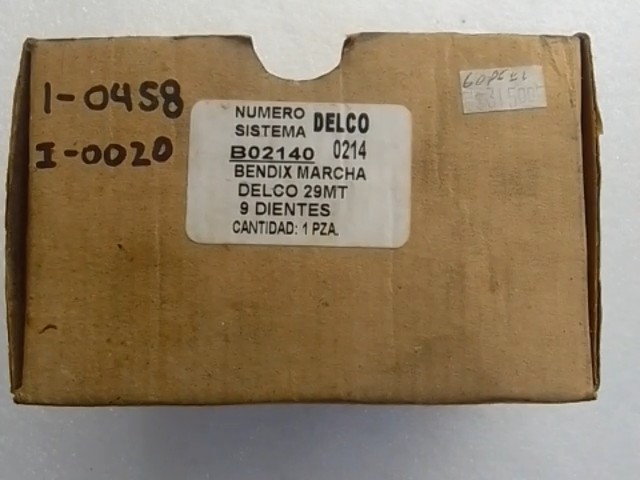 1-0458
I-0020
NUMERO
SISTEMA DELCO
B02140 0214
BENDIX MARCHA
DELCO 29MT
9 DIENTES
CANTIDAD: 1 PZA.